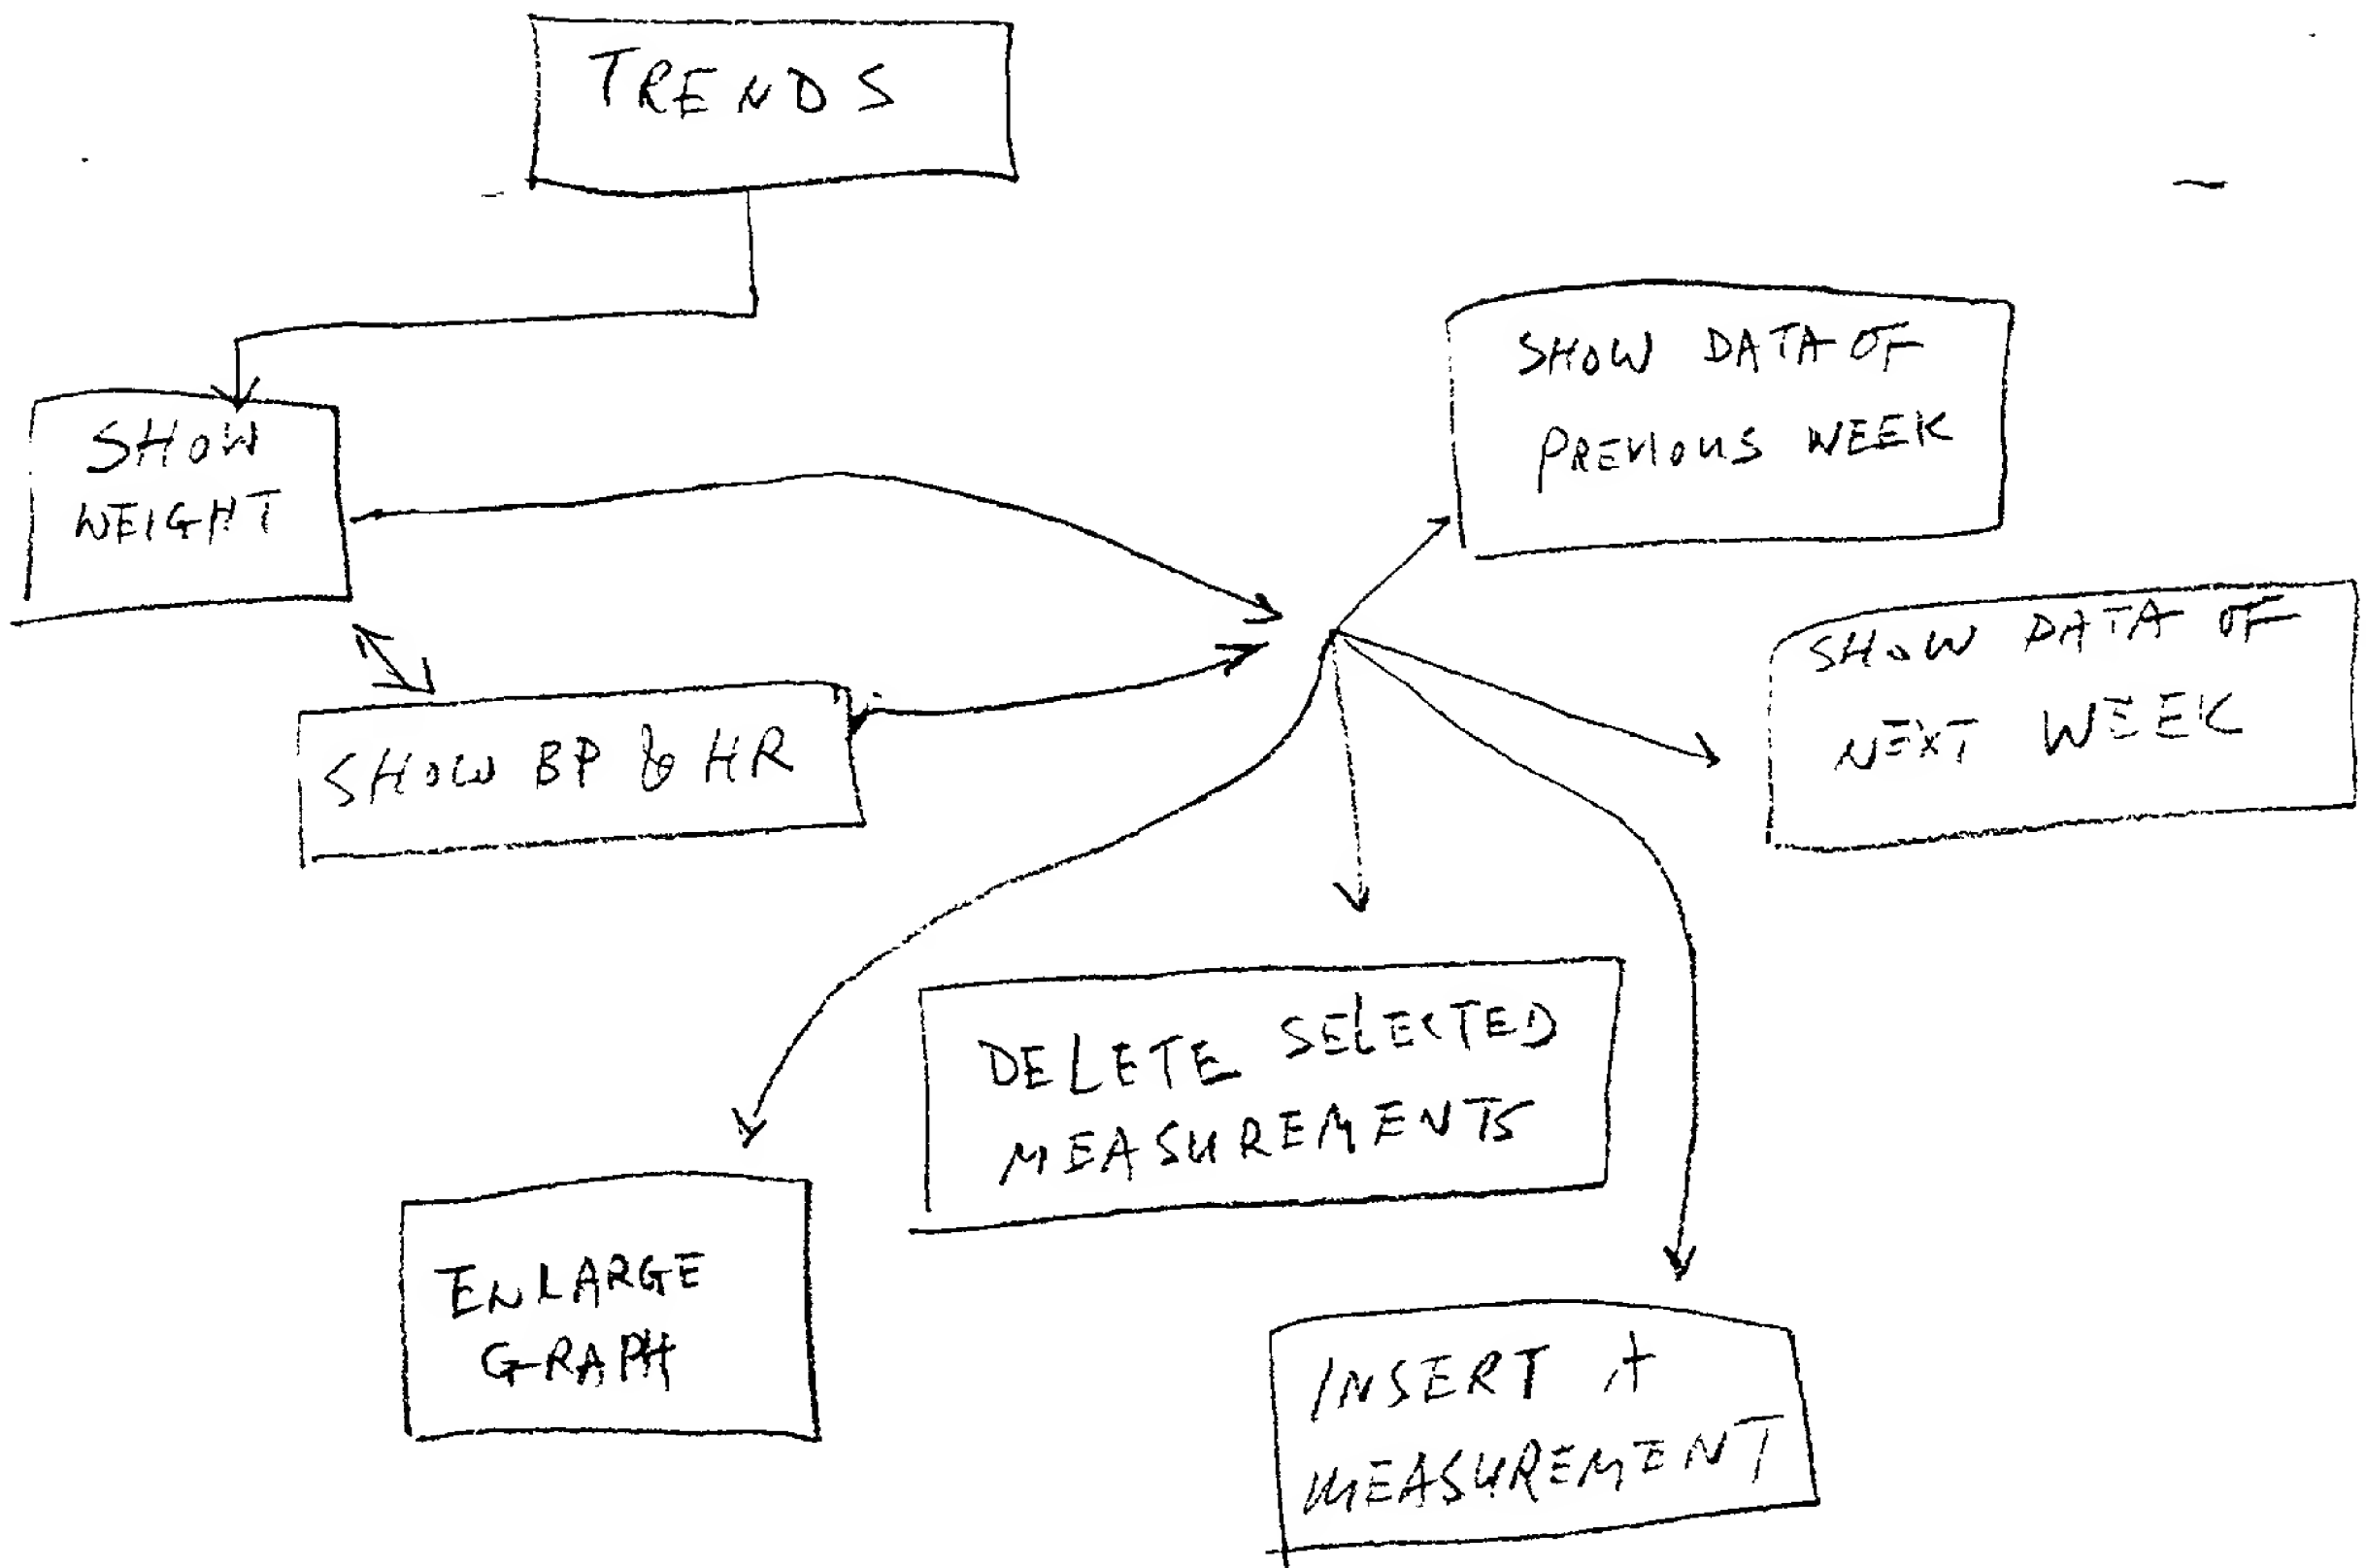 TRENDS
SHOW
WEIGHT
SHOW BP & HR
SHOW DATA OF
PREVIOUS WEEK
SHOW DATA OF
NEXT WEEK
DELETE SELECTED
MEASUREMENTS
ENLARGE
GRAPH
INSERT A
MEASUREMENT